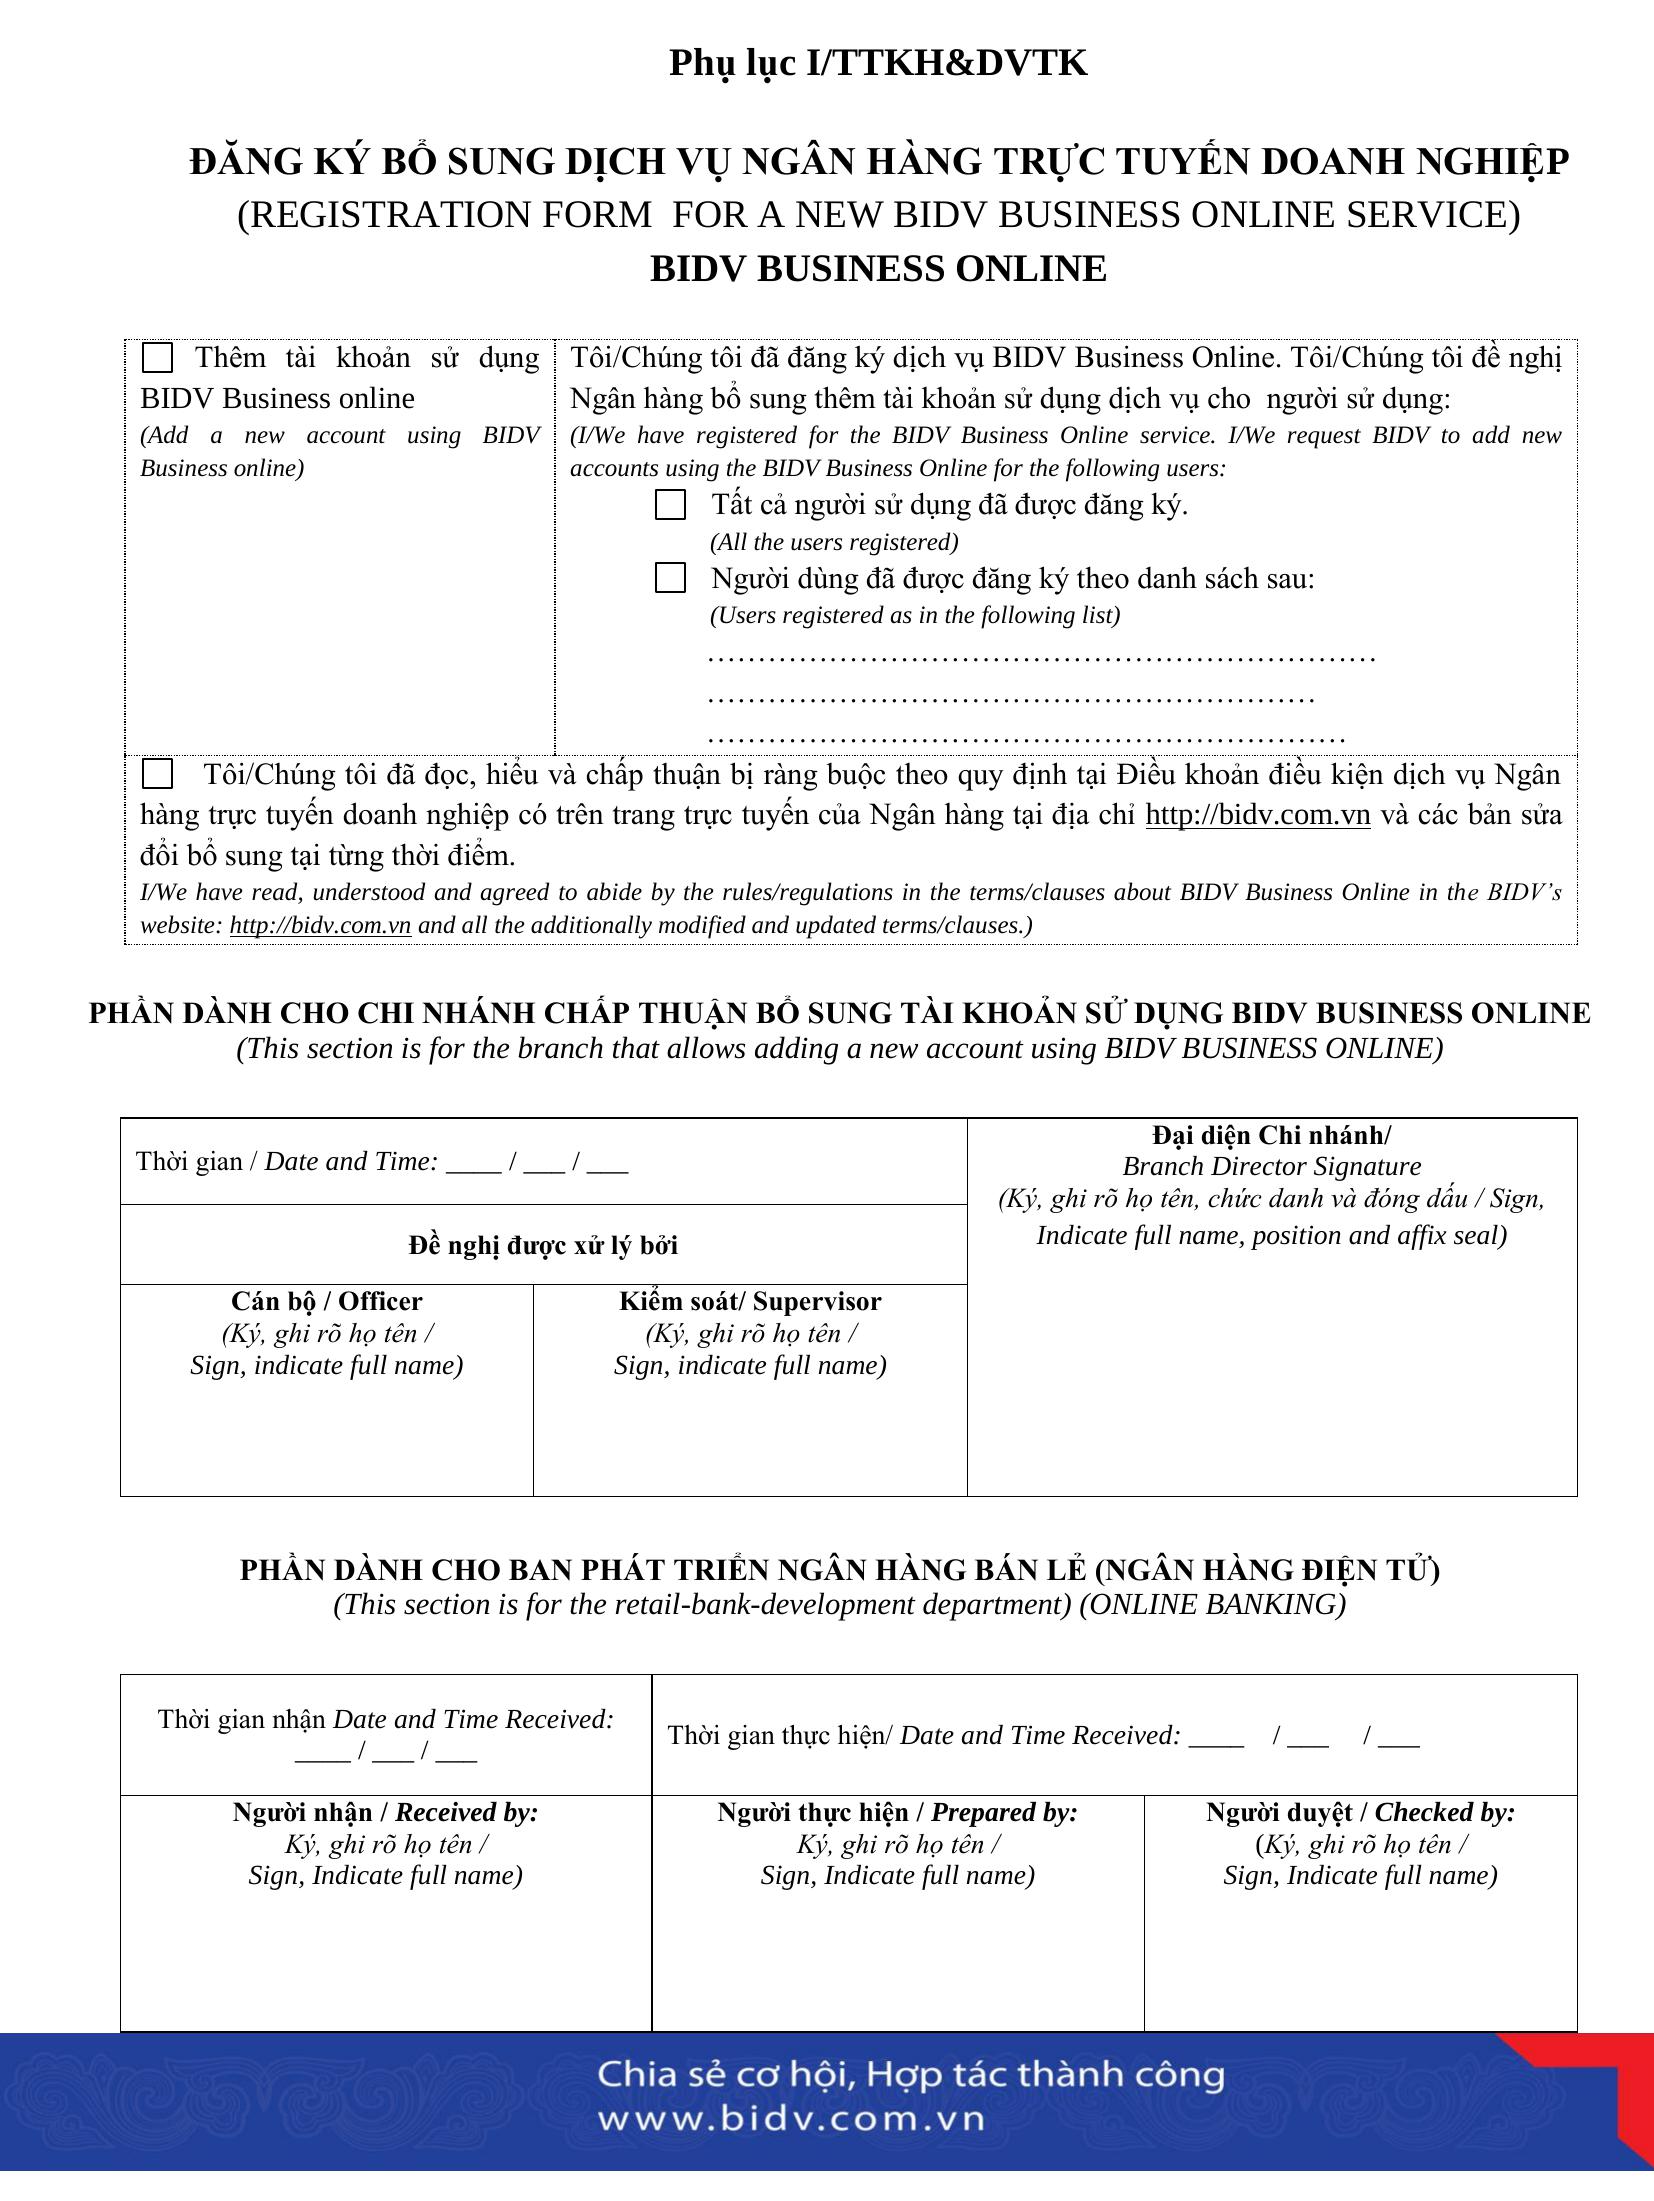 Phụ lục I/TTKH&DVTK
ĐĂNG KÝ BỔ SUNG DỊCH VỤ NGÂN HÀNG TRỰC TUYẾN DOANH NGHIỆP
(REGISTRATION FORM FOR A NEW BIDV BUSINESS ONLINE SERVICE)
BIDV BUSINESS ONLINE
Thêm tài khoản sử dụng
BIDV Business online
(Add a new account using BIDV
Business online)
Tôi/Chúng tôi đã đăng ký dịch vụ BIDV Business Online. Tôi/Chúng tôi đề nghị
Ngân hàng bổ sung thêm tài khoản sử dụng dịch vụ cho người sử dụng:
(I/We have registered for the BIDV Business Online service. I/We request BIDV to add new
accounts using the BIDV Business Online for the following users:
Tất cả người sử dụng đã được đăng ký.
(All the users registered)
Người dùng đã được đăng ký theo danh sách sau:
(Users registered as in the following list)
……………………………………………………………
………………………………………………………
…………………………………………………………
Tôi/Chúng tôi đã đọc, hiểu và chấp thuận bị ràng buộc theo quy định tại Điều khoản điều kiện dịch vụ Ngân
hàng trực tuyến doanh nghiệp có trên trang trực tuyến của Ngân hàng tại địa chỉ http://bidv.com.vn và các bản sửa
đổi bổ sung tại từng thời điểm.
I/We have read, understood and agreed to abide by the rules/regulations in the terms/clauses about BIDV Business Online in the BIDV’s
website: http://bidv.com.vn and all the additionally modified and updated terms/clauses.)
PHẦN DÀNH CHO CHI NHÁNH CHẤP THUẬN BỔ SUNG TÀI KHOẢN SỬ DỤNG BIDV BUSINESS ONLINE
(This section is for the branch that allows adding a new account using BIDV BUSINESS ONLINE)
Thời gian / Date and Time: ____ / ___ / ___
Đề nghị được xử lý bởi
Cán bộ / Officer
(Ký, ghi rõ họ tên /
Sign, indicate full name)
Kiểm soát/ Supervisor
(Ký, ghi rõ họ tên /
Sign, indicate full name)
Đại diện Chi nhánh/
Branch Director Signature
(Ký, ghi rõ họ tên, chức danh và đóng dấu / Sign,
Indicate full name, position and affix seal)
PHẦN DÀNH CHO BAN PHÁT TRIỂN NGÂN HÀNG BÁN LẺ (NGÂN HÀNG ĐIỆN TỬ)
(This section is for the retail-bank-development department) (ONLINE BANKING)
Thời gian nhận Date and Time Received:
____ / ___ / ___
Thời gian thực hiện/ Date and Time Received: ____ / ___ / ___
Người nhận / Received by:
Ký, ghi rõ họ tên /
Sign, Indicate full name)
Người thực hiện / Prepared by:
Ký, ghi rõ họ tên /
Sign, Indicate full name)
Người duyệt / Checked by:
(Ký, ghi rõ họ tên /
Sign, Indicate full name)
Chia sẻ cơ hội, Hợp tác thành công
www.bidv.com.vn